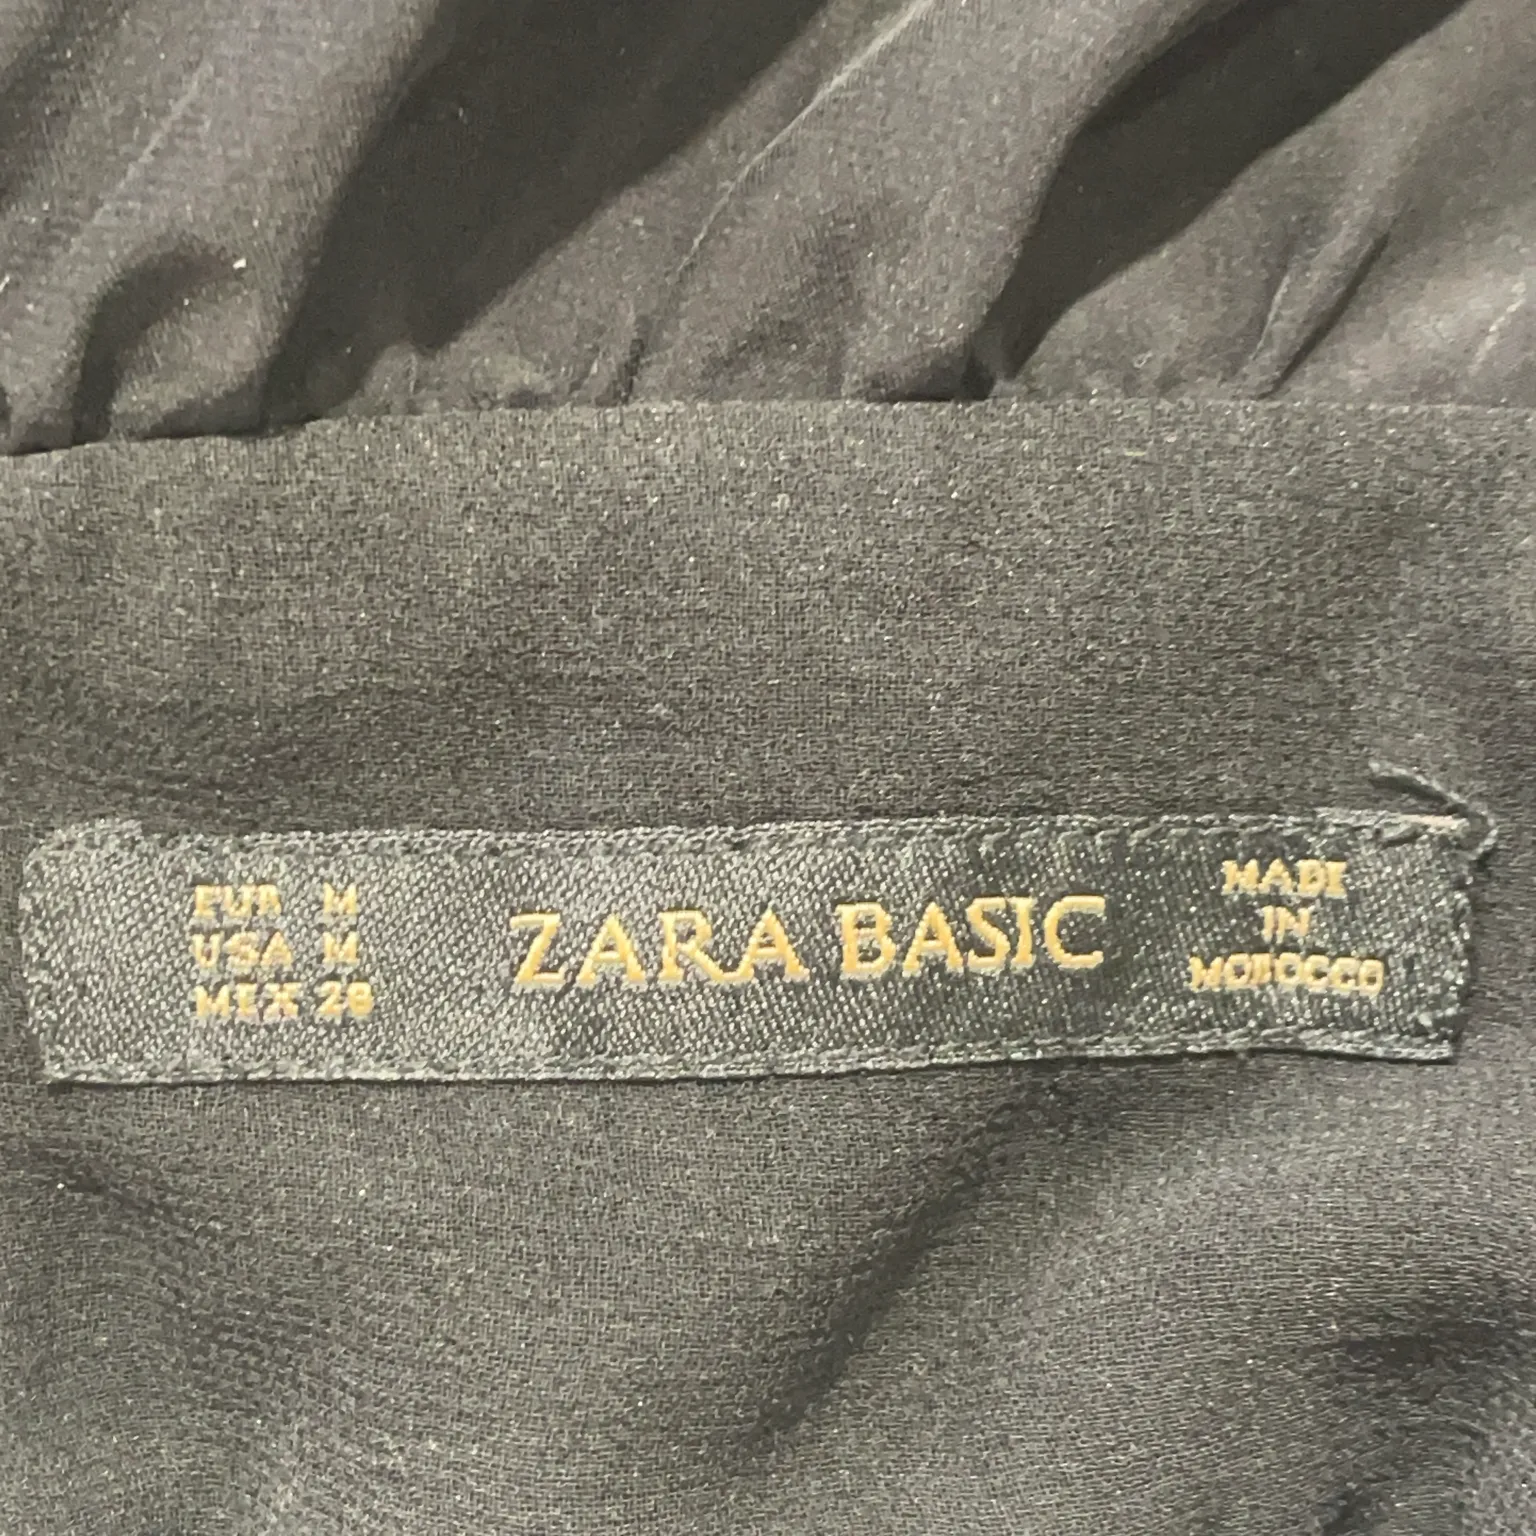 EUR M
USA M
MEX 28
ZARA BASIC
MADE
IN
MOROCCO